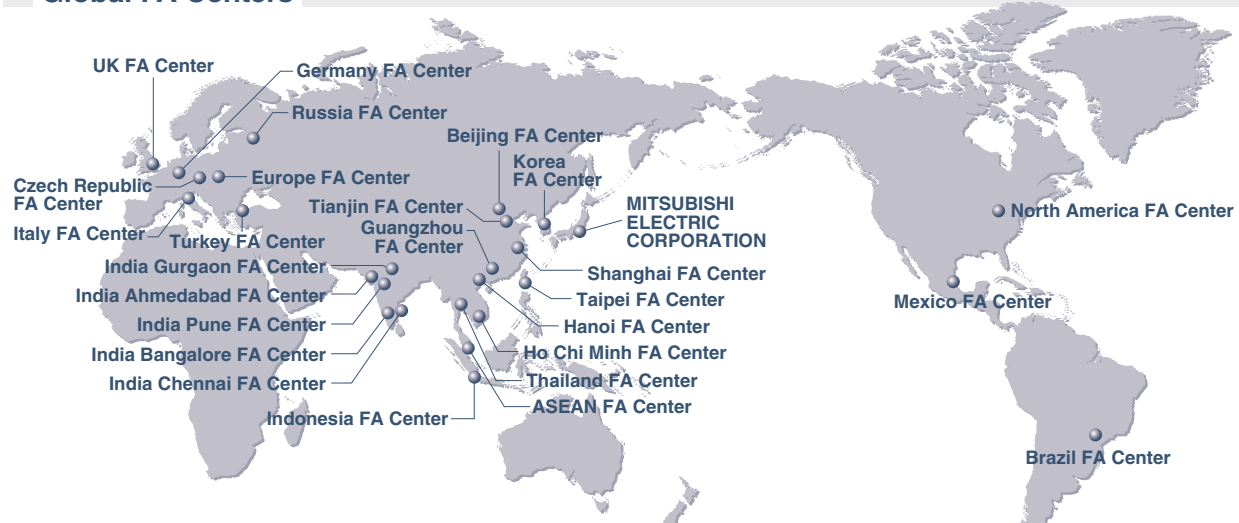 Global FA Centers
UK FA Center
Germany FA Center
Russia FA Center
Beijing FA Center
Korea
FA Center
Czech Republic
FA Center
Europe FA Center
Tianjin FA Center
MITSUBISHI
ELECTRIC
CORPORATION
North America FA Center
Italy FA Center
Turkey FA Center
Guangzhou
FA Center
India Gurgaon FA Center
Shanghai FA Center
India Ahmedabad FA Center
Taipei FA Center
Mexico FA Center
India Pune FA Center
Hanoi FA Center
India Bangalore FA Center
Ho Chi Minh FA Center
India Chennai FA Center
Thailand FA Center
ASEAN FA Center
Indonesia FA Center
Brazil FA Center